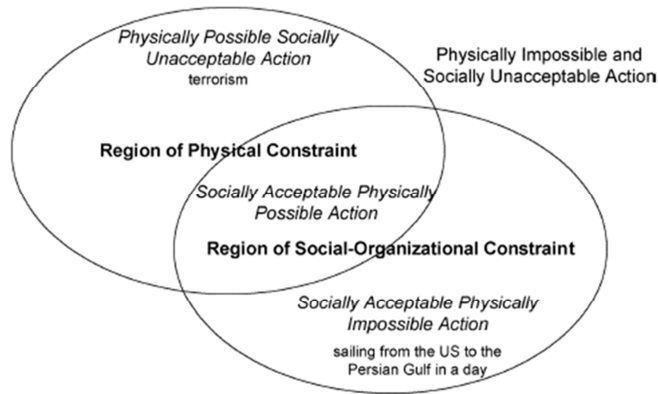 Physically Possible Socially
Unacceptable Action
terrorism
Physically Impossible and
Socially Unacceptable Action
Region of Physical Constraint
Socially Acceptable Physically
Possible Action
Region of Social-Organizational Constraint
Socially Acceptable Physically
Impossible Action
sailing from the US to the
Persian Gulf in a day